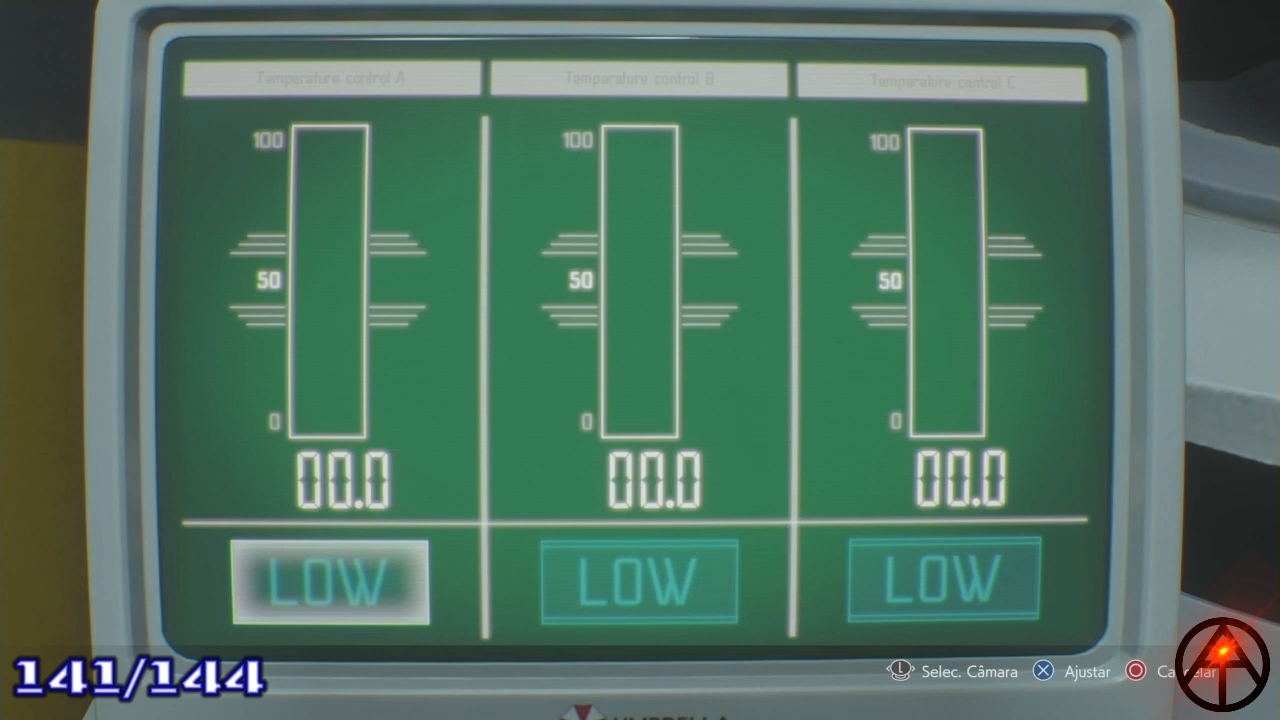 Temperature control A
Temperature control B
Temperature control C
100
100
100
50
50
50
0
0
0
00.0
00.0
00.0
LOW
LOW
LOW
141/144
L Selec. Câmara
Ajustar
UMBRELLA